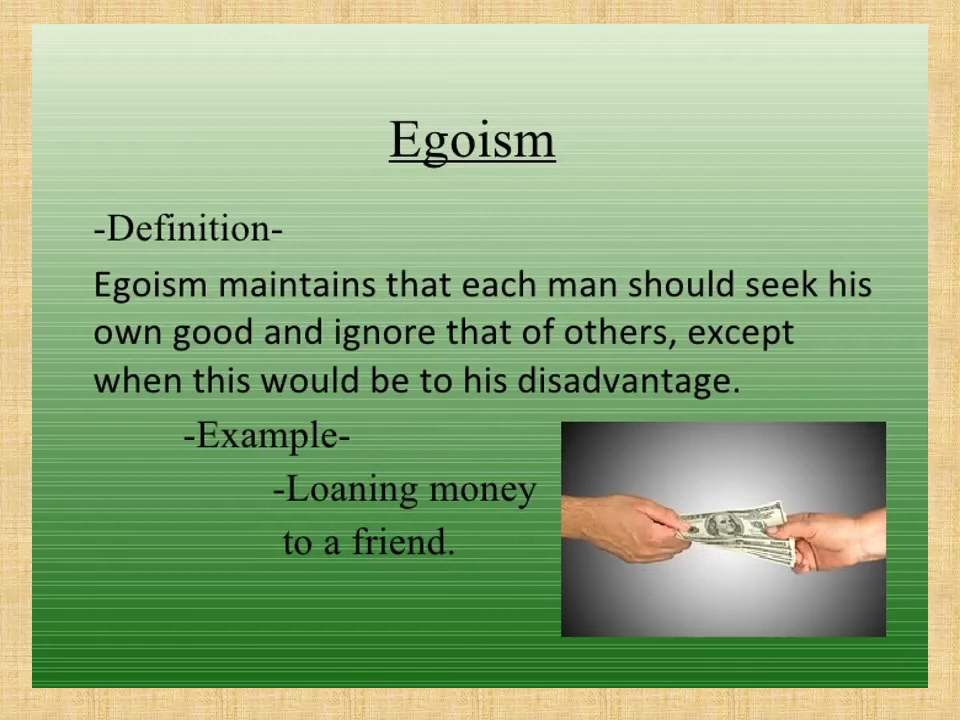 Egoism
-Definition-
Egoism maintains that each man should seek his
own good and ignore that of others, except
when this would be to his disadvantage.
-Example-
-Loaning money
to a friend.